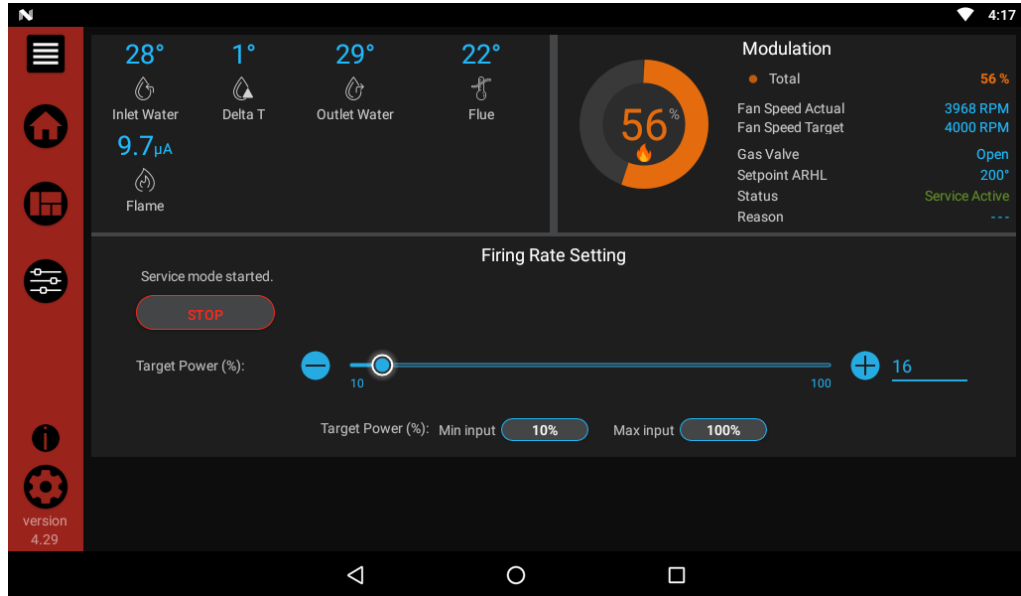 4:17
28° 1° 29° 22°
Inlet Water Delta T Outlet Water Flue
9.7µA
Flame
Modulation
56%
Total 56 %
Fan Speed Actual 3968 RPM
Fan Speed Target 4000 RPM
Gas Valve Open
Setpoint ARHL 200°
Status Service Active
Reason ---
Firing Rate Setting
Service mode started.
STOP
Target Power (%): 16
10 100
Target Power (%): Min input 10% Max input 100%
version
4.29